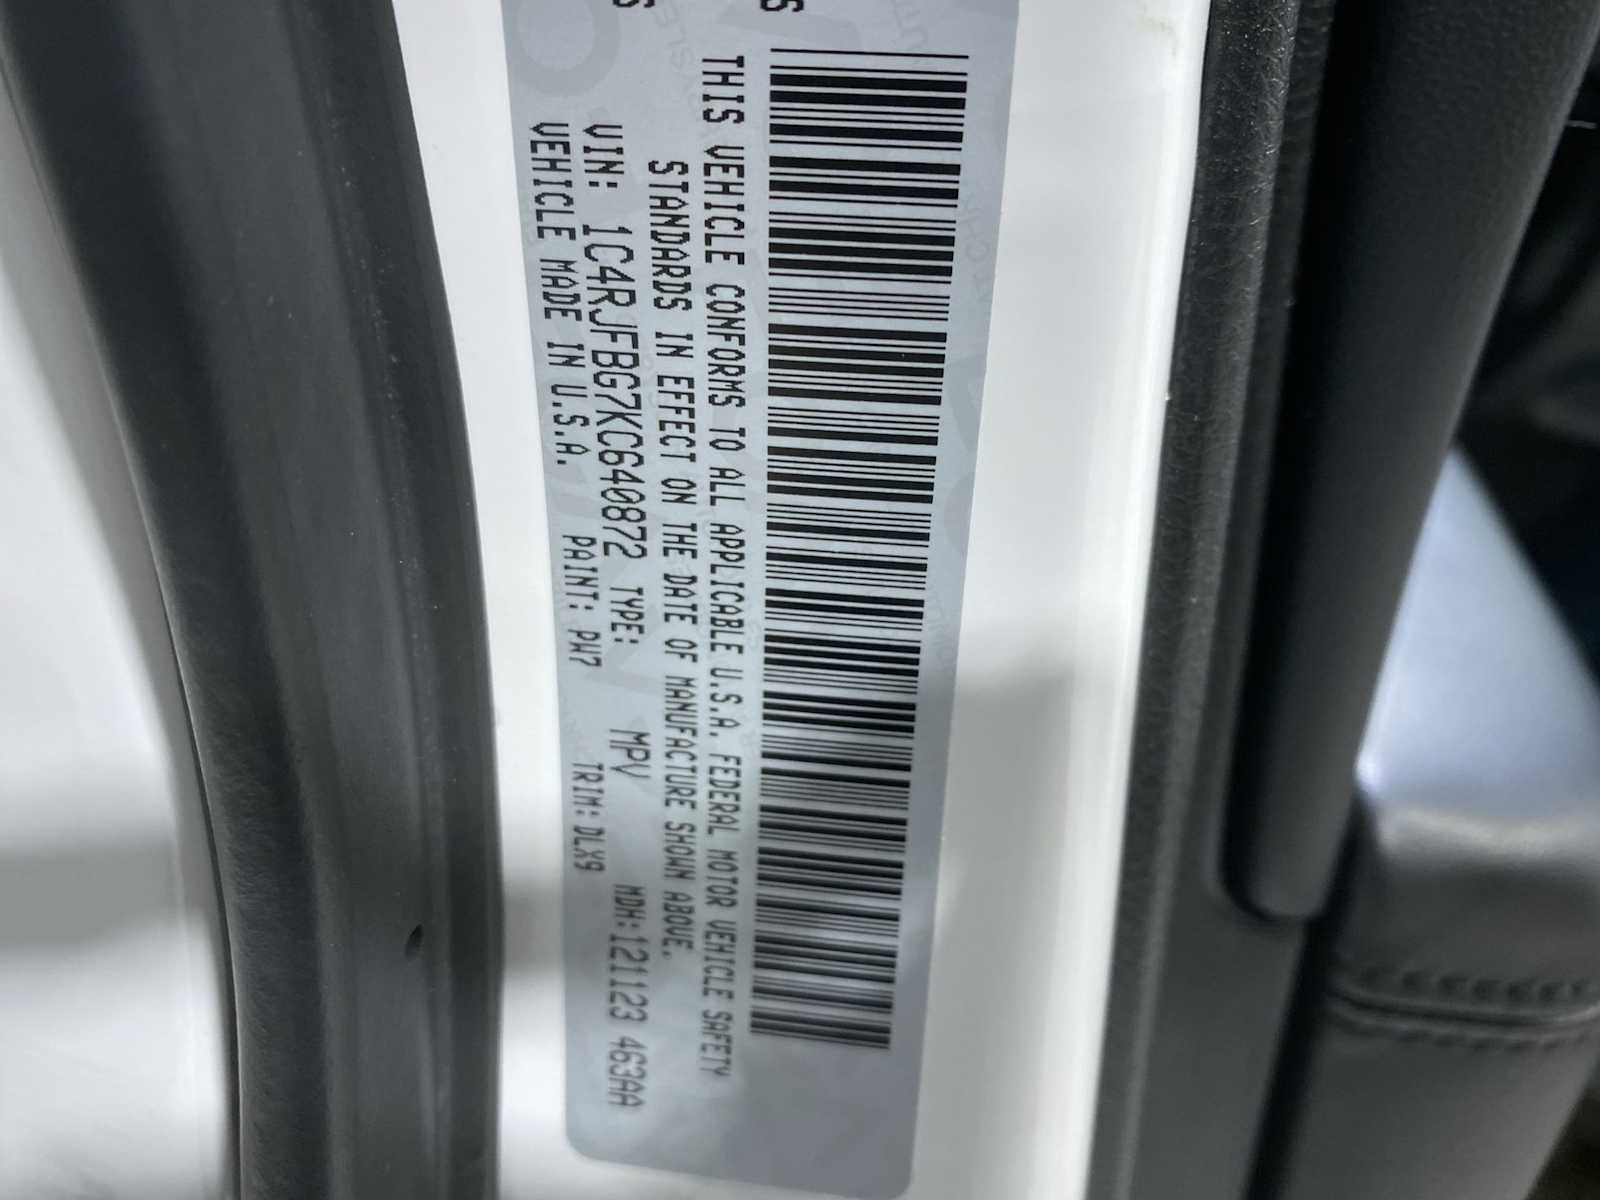 THIS VEHICLE CONFORMS TO ALL APPLICABLE U.S.A. FEDERAL MOTOR VEHICLE SAFETY
STANDARDS IN EFFECT ON THE DATE OF MANUFACTURE SHOWN ABOVE.
VIN: 1C4RJFBG7KC640872 TYPE: MPV MDH:121123 463AA
VEHICLE MADE IN U.S.A. PAINT: PW7 TRIM: DLX9